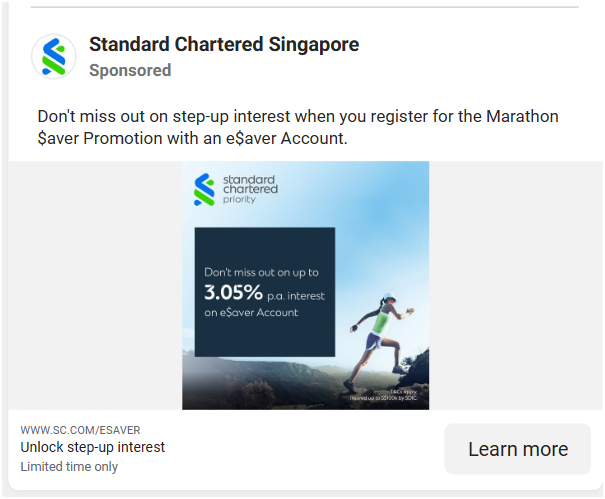 Standard Chartered Singapore
Sponsored
Don't miss out on step-up interest when you register for the Marathon
$aver Promotion with an e$aver Account.
standard
chartered
priority
Don't miss out on up to
3.05% p.a. interest
on e$aver Account
T&Cs apply.
Insured up to S$100k by SDIC.
WWW.SC.COM/ESAVER
Unlock step-up interest
Limited time only
Learn more